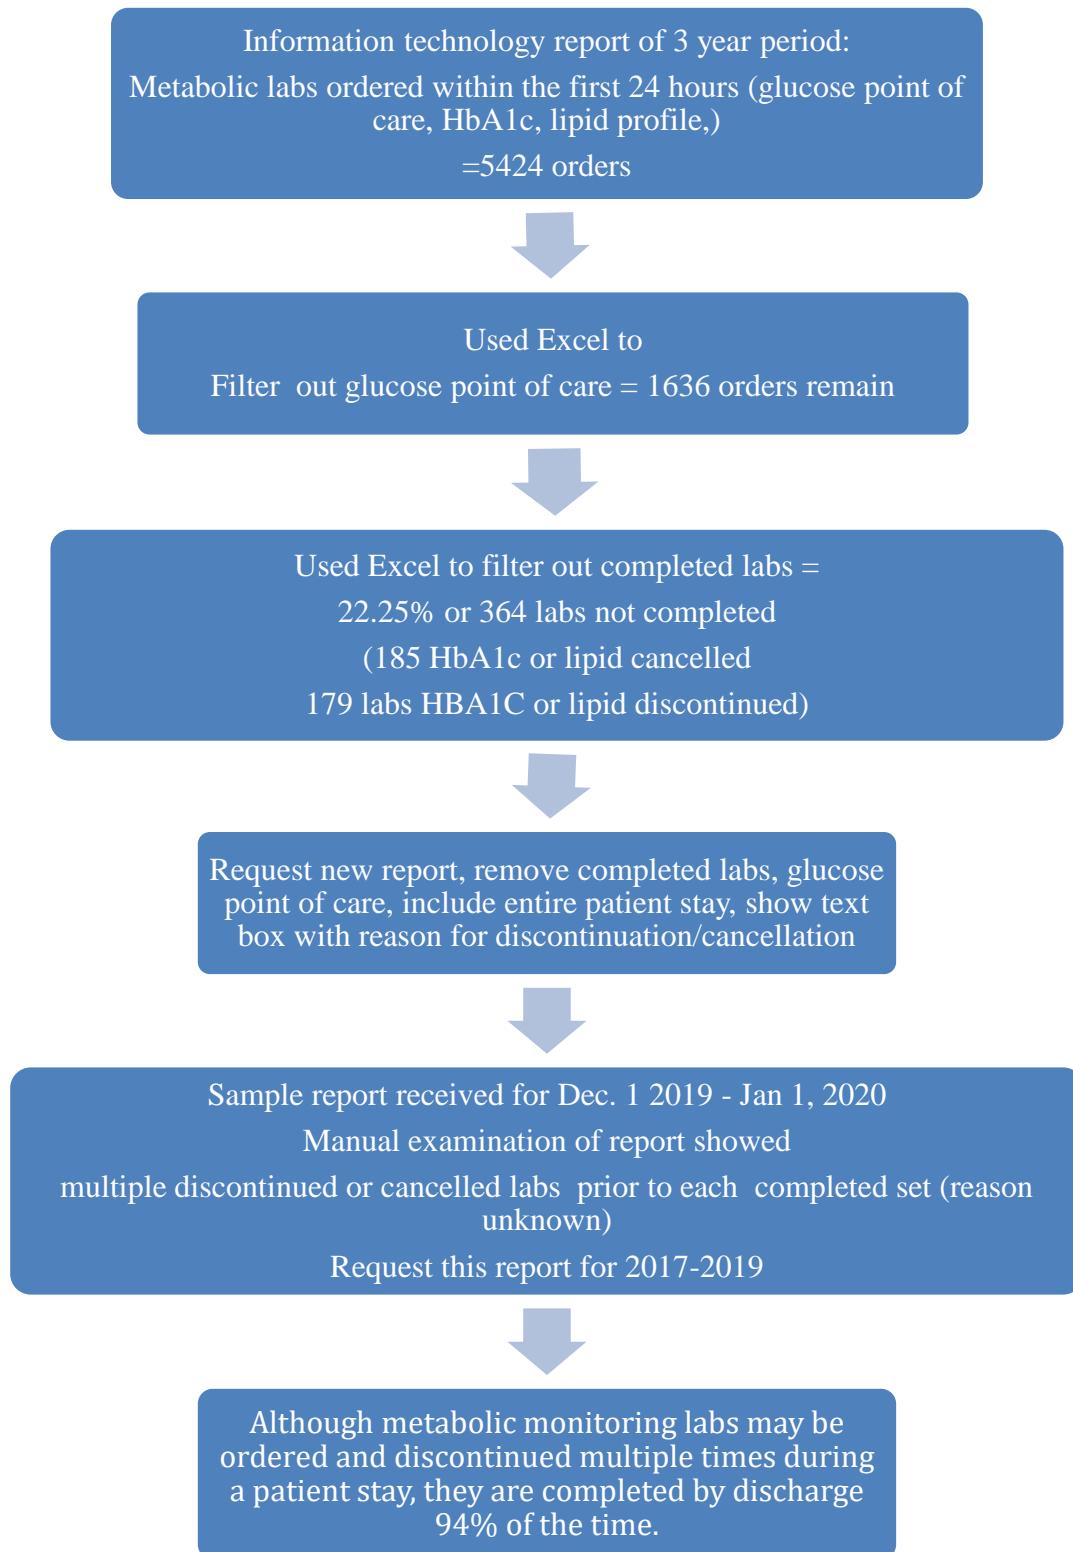 Information technology report of 3 year period:
Metabolic labs ordered within the first 24 hours (glucose point of
care, HbA1c, lipid profile,)
=5424 orders
Used Excel to
Filter out glucose point of care = 1636 orders remain
Used Excel to filter out completed labs =
22.25% or 364 labs not completed
(185 HbA1c or lipid cancelled
179 labs HBA1C or lipid discontinued)
Request new report, remove completed labs, glucose
point of care, include entire patient stay, show text
box with reason for discontinuation/cancellation
Sample report received for Dec. 1 2019 - Jan 1, 2020
Manual examination of report showed
multiple discontinued or cancelled labs prior to each completed set (reason
unknown)
Request this report for 2017-2019
Although metabolic monitoring labs may be
ordered and discontinued multiple times during
a patient stay, they are completed by discharge
94% of the time.